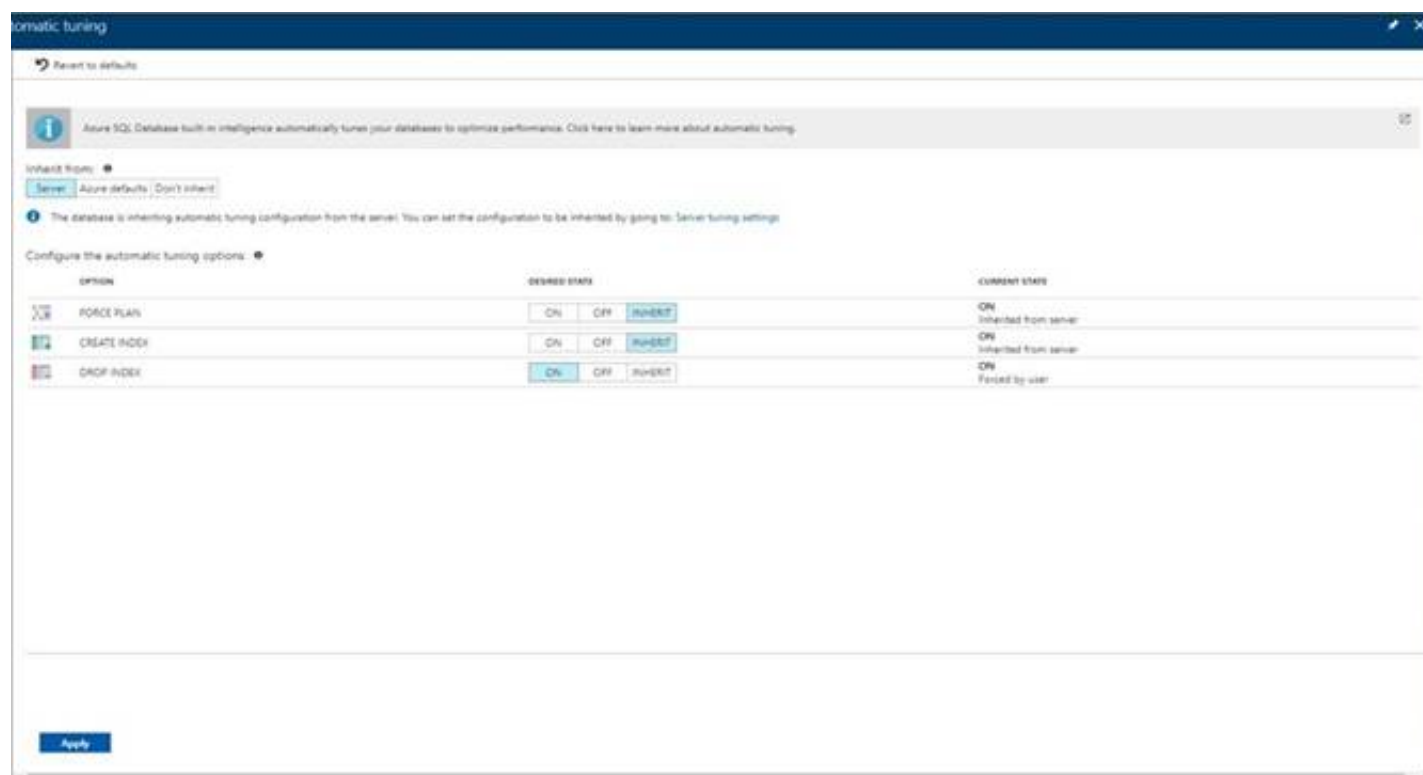 omatic tuning
Revert to defaults
Azure SQL Database built-in intelligence automatically tunes your databases to optimize performance. Click here to learn more about automatic tuning.
Inherit from:
Server Azure defaults Don't inherit
The database is inheriting automatic tuning configuration from the server. You can set the configuration to be inherited by going to: Server tuning settings
Configure the automatic tuning options:
OPTION DESIRED STATE CURRENT STATE
FORCE PLAN ON OFF INHERIT ON
Inherited from server
CREATE INDEX ON OFF INHERIT ON
Inherited from server
DROP INDEX ON OFF INHERIT ON
Forced by user
Apply